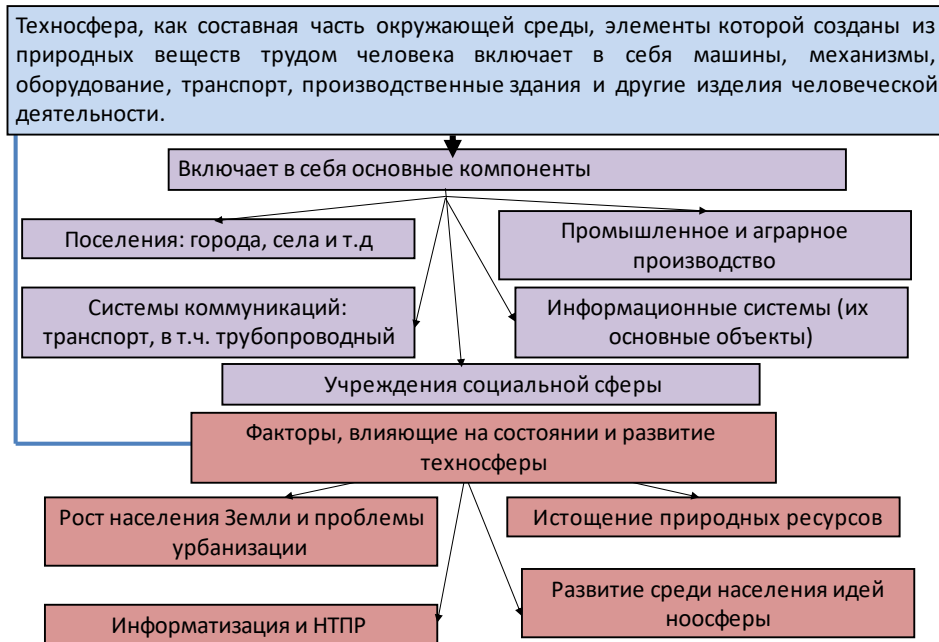 Техносфера, как составная часть окружающей среды, элементы которой созданы из
природных веществ трудом человека включает в себя машины, механизмы,
оборудование, транспорт, производственные здания и другие изделия человеческой
деятельности.
Включает в себя основные компоненты
Поселения: города, села и т.д
Промышленное и аграрное
производство
Системы коммуникаций:
транспорт, в т.ч. трубопроводный
Информационные системы (их
основные объекты)
Учреждения социальной сферы
Факторы, влияющие на состоянии и развитие
техносферы
Рост населения Земли и проблемы
урбанизации
Истощение природных ресурсов
Информатизация и НТПР
Развитие среди населения идей
ноосферы